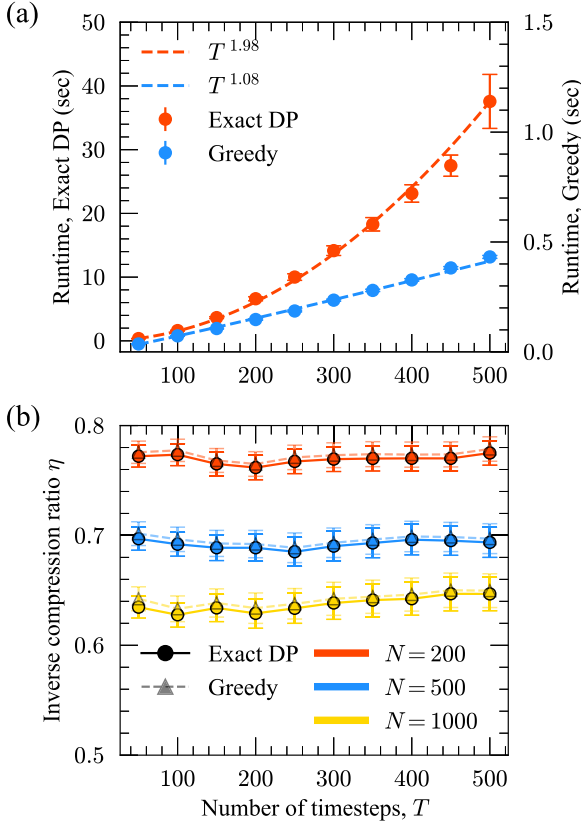 (a)
50
40
30
20
10
0
Runtime, Exact DP (sec)
T^1.98
T^1.08
Exact DP
Greedy
1.5
1.0
0.5
0.0
Runtime, Greedy (sec)
100 200 300 400 500
(b)
0.8
0.7
0.6
0.5
Inverse compression ratio η
Exact DP
Greedy
N = 200
N = 500
N = 1000
100 200 300 400 500
Number of timesteps, T